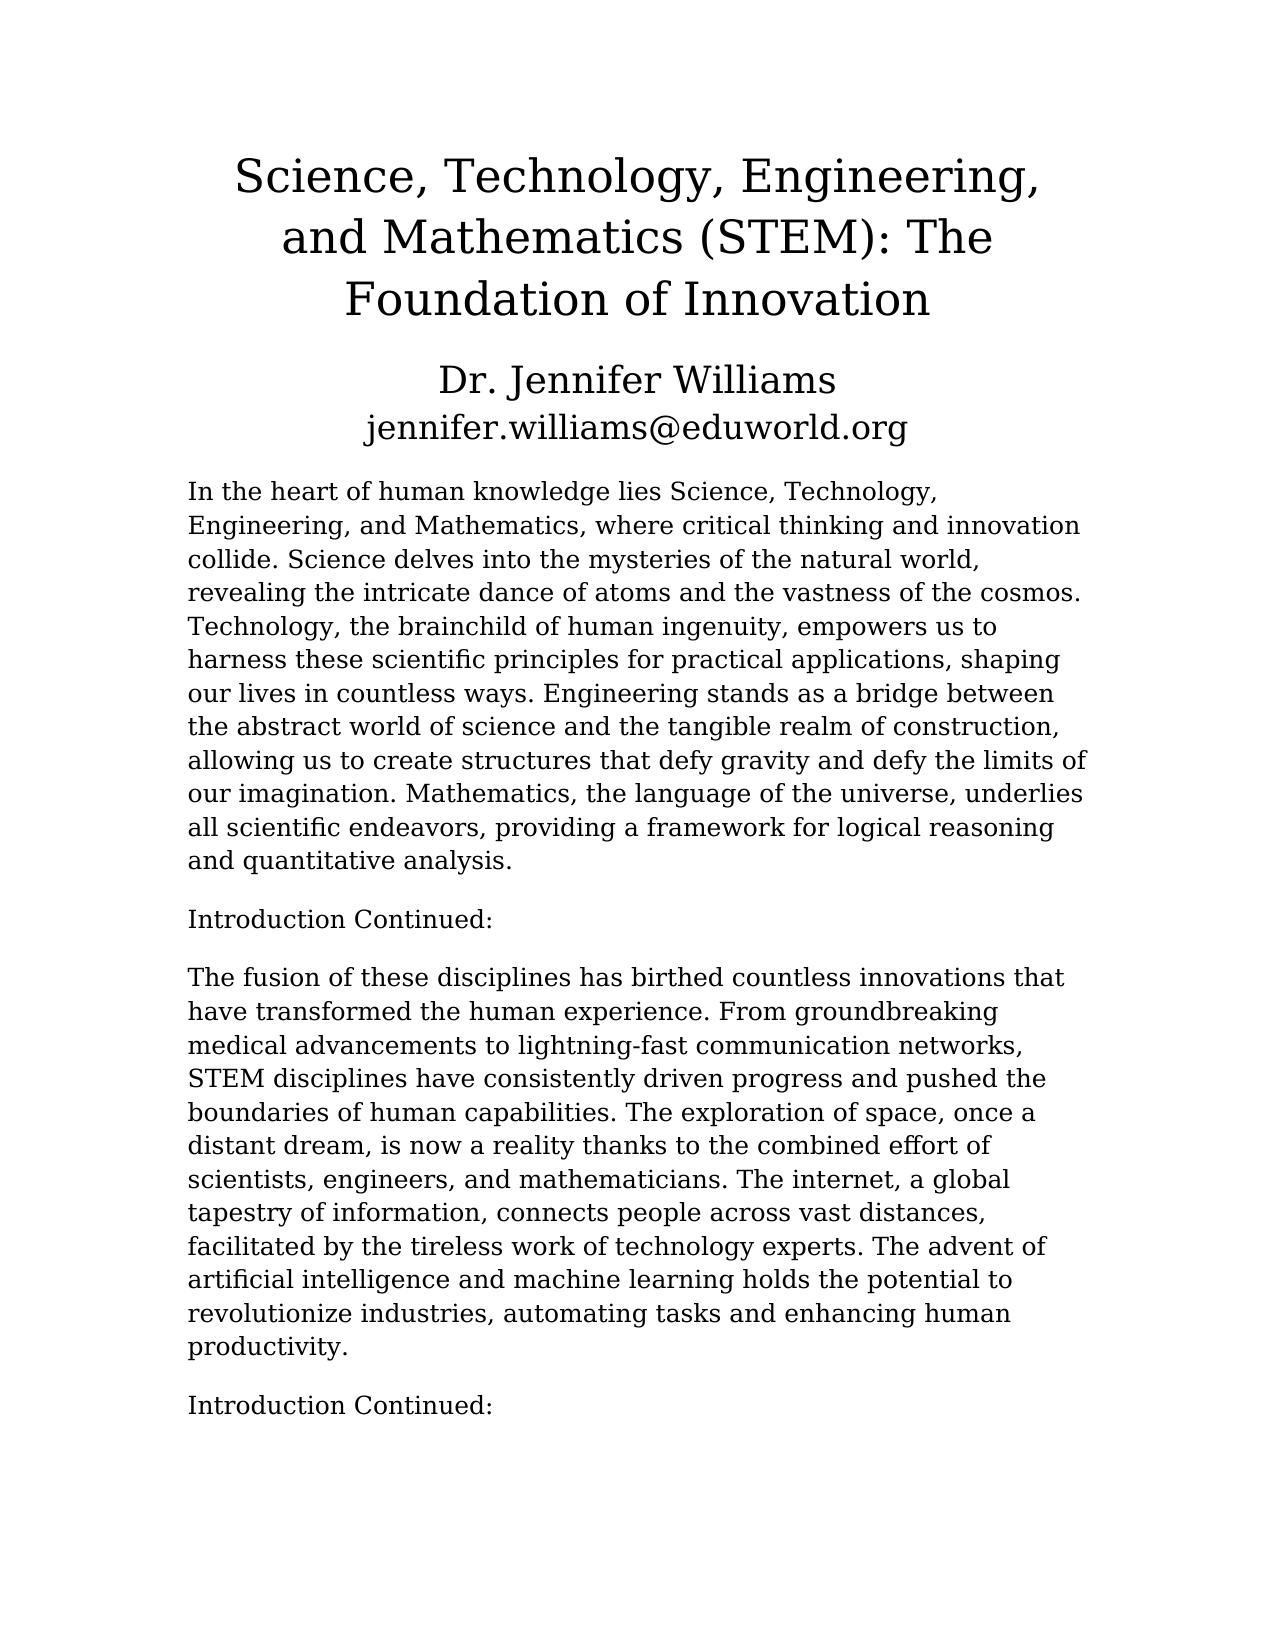 Science, Technology, Engineering,
and Mathematics (STEM): The
Foundation of Innovation
Dr. Jennifer Williams
jennifer.williams@eduworld.org
In the heart of human knowledge lies Science, Technology,
Engineering, and Mathematics, where critical thinking and innovation
collide. Science delves into the mysteries of the natural world,
revealing the intricate dance of atoms and the vastness of the cosmos.
Technology, the brainchild of human ingenuity, empowers us to
harness these scientific principles for practical applications, shaping
our lives in countless ways. Engineering stands as a bridge between
the abstract world of science and the tangible realm of construction,
allowing us to create structures that defy gravity and defy the limits of
our imagination. Mathematics, the language of the universe, underlies
all scientific endeavors, providing a framework for logical reasoning
and quantitative analysis.
Introduction Continued:
The fusion of these disciplines has birthed countless innovations that
have transformed the human experience. From groundbreaking
medical advancements to lightning-fast communication networks,
STEM disciplines have consistently driven progress and pushed the
boundaries of human capabilities. The exploration of space, once a
distant dream, is now a reality thanks to the combined effort of
scientists, engineers, and mathematicians. The internet, a global
tapestry of information, connects people across vast distances,
facilitated by the tireless work of technology experts. The advent of
artificial intelligence and machine learning holds the potential to
revolutionize industries, automating tasks and enhancing human
productivity.
Introduction Continued: